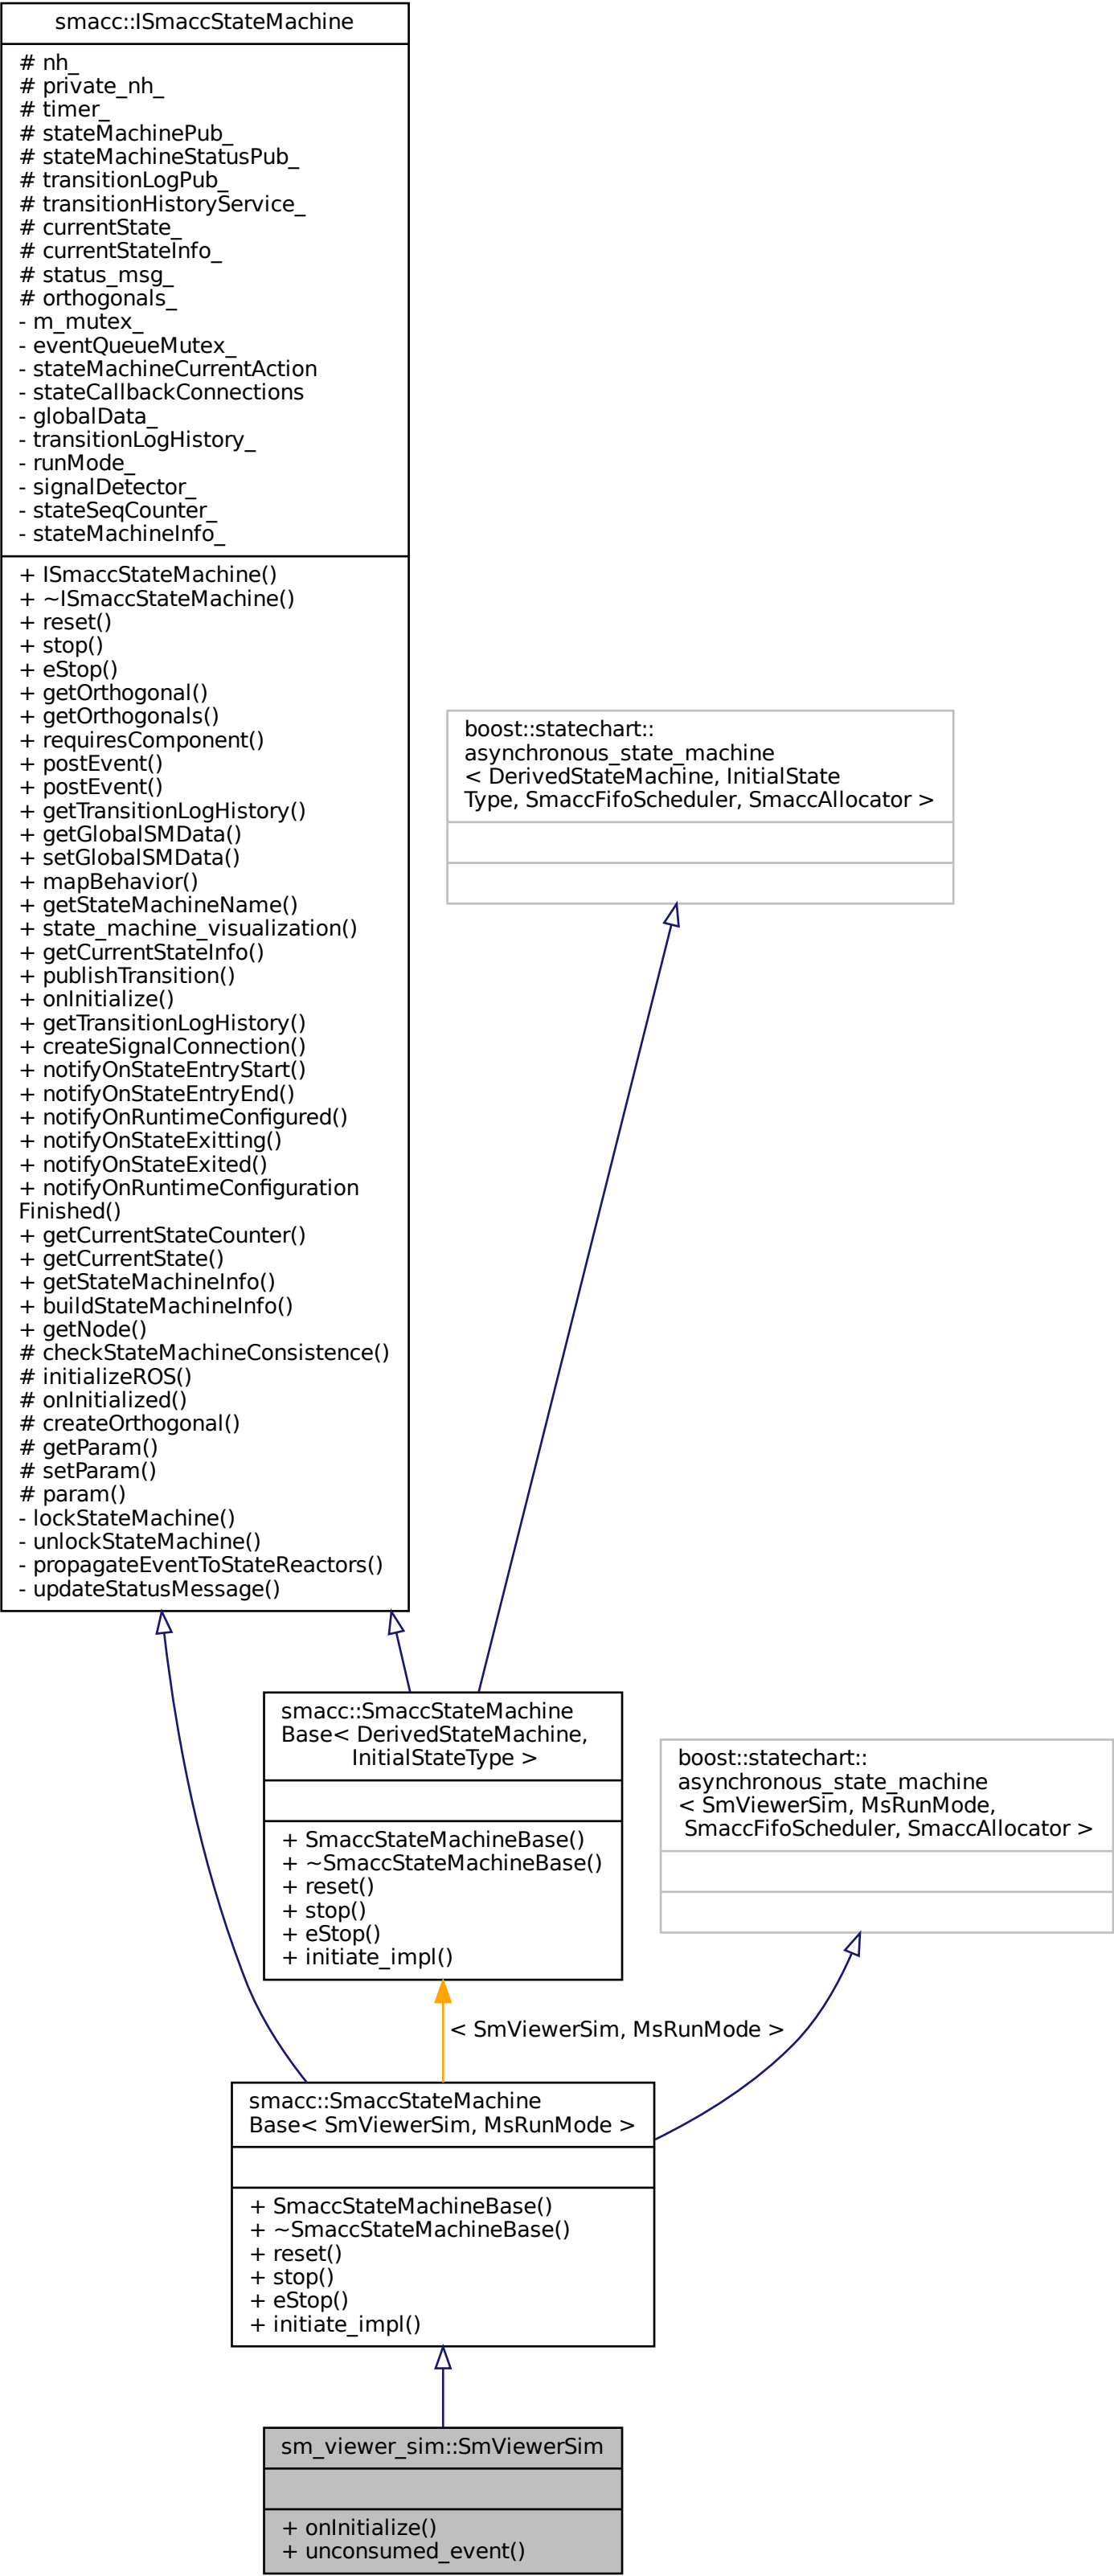 smacc::ISmaccStateMachine
# nh_
# private_nh_
# timer_
# stateMachinePub_
# stateMachineStatusPub_
# transitionLogPub_
# transitionHistoryService_
# currentState_
# currentStateInfo_
# status_msg_
# orthogonals_
- m_mutex_
- eventQueueMutex_
- stateMachineCurrentAction
- stateCallbackConnections
- globalData_
- transitionLogHistory_
- runMode_
- signalDetector_
- stateSeqCounter_
- stateMachineInfo_
+ ISmaccStateMachine()
+ ~ISmaccStateMachine()
+ reset()
+ stop()
+ eStop()
+ getOrthogonal()
+ getOrthogonals()
+ requiresComponent()
+ postEvent()
+ postEvent()
+ getTransitionLogHistory()
+ getGlobalSMData()
+ setGlobalSMData()
+ mapBehavior()
+ getStateMachineName()
+ state_machine_visualization()
+ getCurrentStateInfo()
+ publishTransition()
+ onInitialize()
+ getTransitionLogHistory()
+ createSignalConnection()
+ notifyOnStateEntryStart()
+ notifyOnStateEntryEnd()
+ notifyOnRuntimeConfigured()
+ notifyOnStateExitting()
+ notifyOnStateExited()
+ notifyOnRuntimeConfiguration
Finished()
+ getCurrentStateCounter()
+ getCurrentState()
+ getStateMachineInfo()
+ buildStateMachineInfo()
+ getNode()
# checkStateMachineConsistence()
# initializeROS()
# onInitialized()
# createOrthogonal()
# getParam()
# setParam()
# param()
- lockStateMachine()
- unlockStateMachine()
- propagateEventToStateReactors()
- updateStatusMessage()
boost::statechart::
asynchronous_state_machine
< DerivedStateMachine, InitialState
Type, SmaccFifoScheduler, SmaccAllocator >
smacc::SmaccStateMachine
Base< DerivedStateMachine,
InitialStateType >
+ SmaccStateMachineBase()
+ ~SmaccStateMachineBase()
+ reset()
+ stop()
+ eStop()
+ initiate_impl()
boost::statechart::
asynchronous_state_machine
< SmViewerSim, MsRunMode,
SmaccFifoScheduler, SmaccAllocator >
< SmViewerSim, MsRunMode >
smacc::SmaccStateMachine
Base< SmViewerSim, MsRunMode >
+ SmaccStateMachineBase()
+ ~SmaccStateMachineBase()
+ reset()
+ stop()
+ eStop()
+ initiate_impl()
sm_viewer_sim::SmViewerSim
+ onInitialize()
+ unconsumed_event()